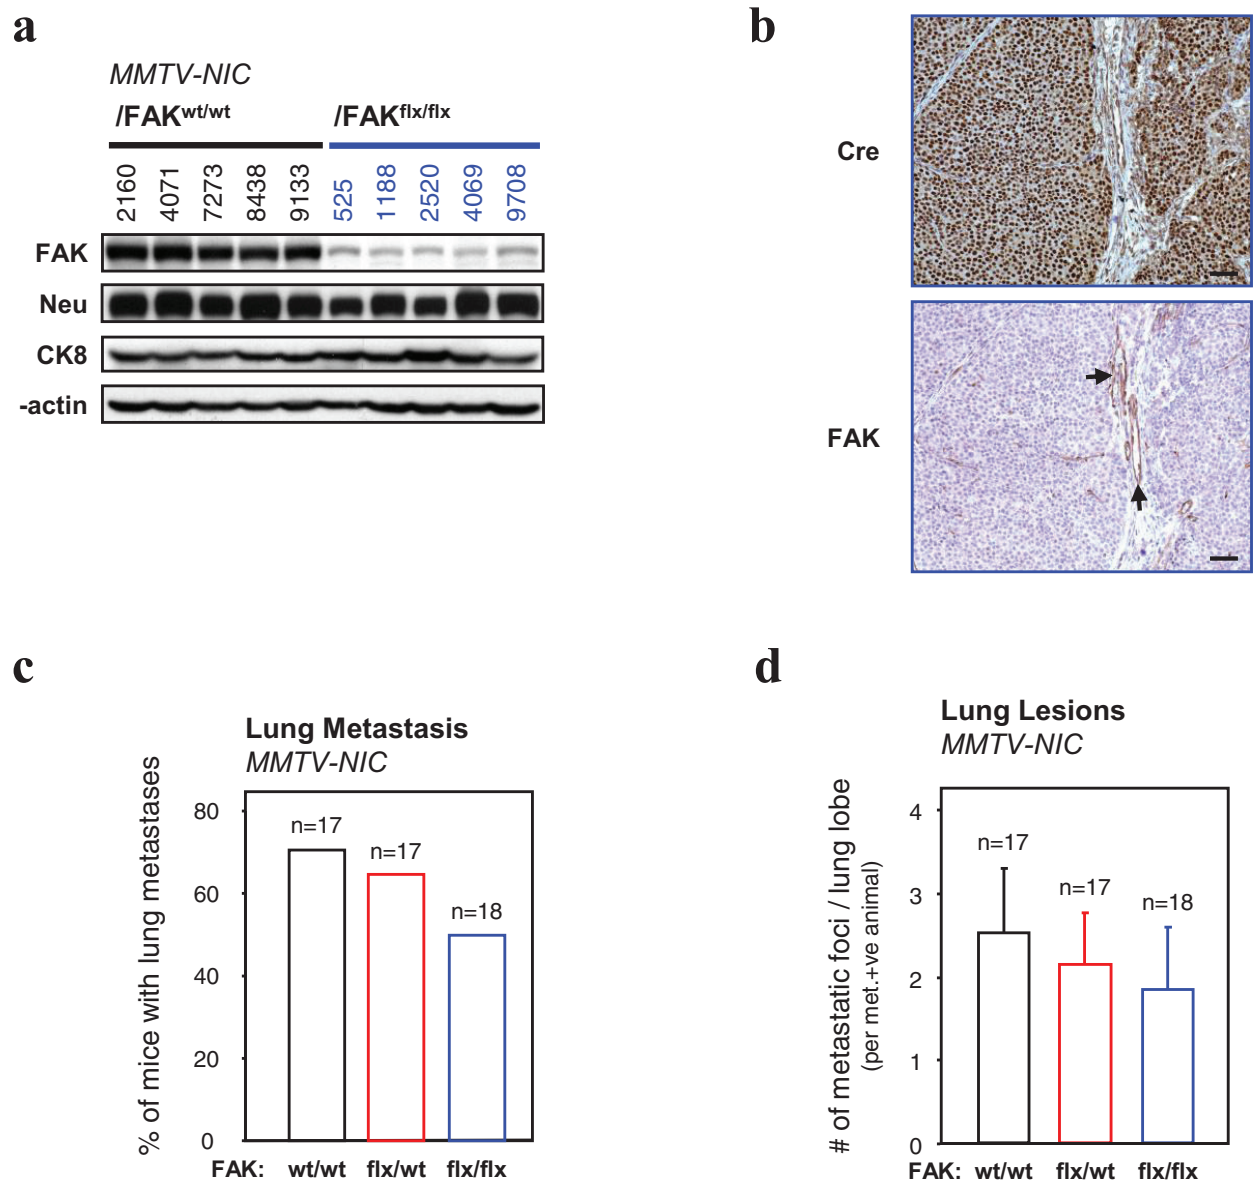 a
MMTV-NIC
/FAKwt/wt /FAKflx/flx
2160 4071 7273 8438 9133 525 1188 2520 4069 9708
FAK
Neu
CK8
-actin
b
Cre
FAK
c
Lung Metastasis
MMTV-NIC
% of mice with lung metastases
80
60
40
20
0
n=17
n=17
n=18
FAK: wt/wt flx/wt flx/flx
d
Lung Lesions
MMTV-NIC
# of metastatic foci / lung lobe
(per met.+ve animal)
4
3
2
1
0
n=17
n=17
n=18
FAK: wt/wt flx/wt flx/flx